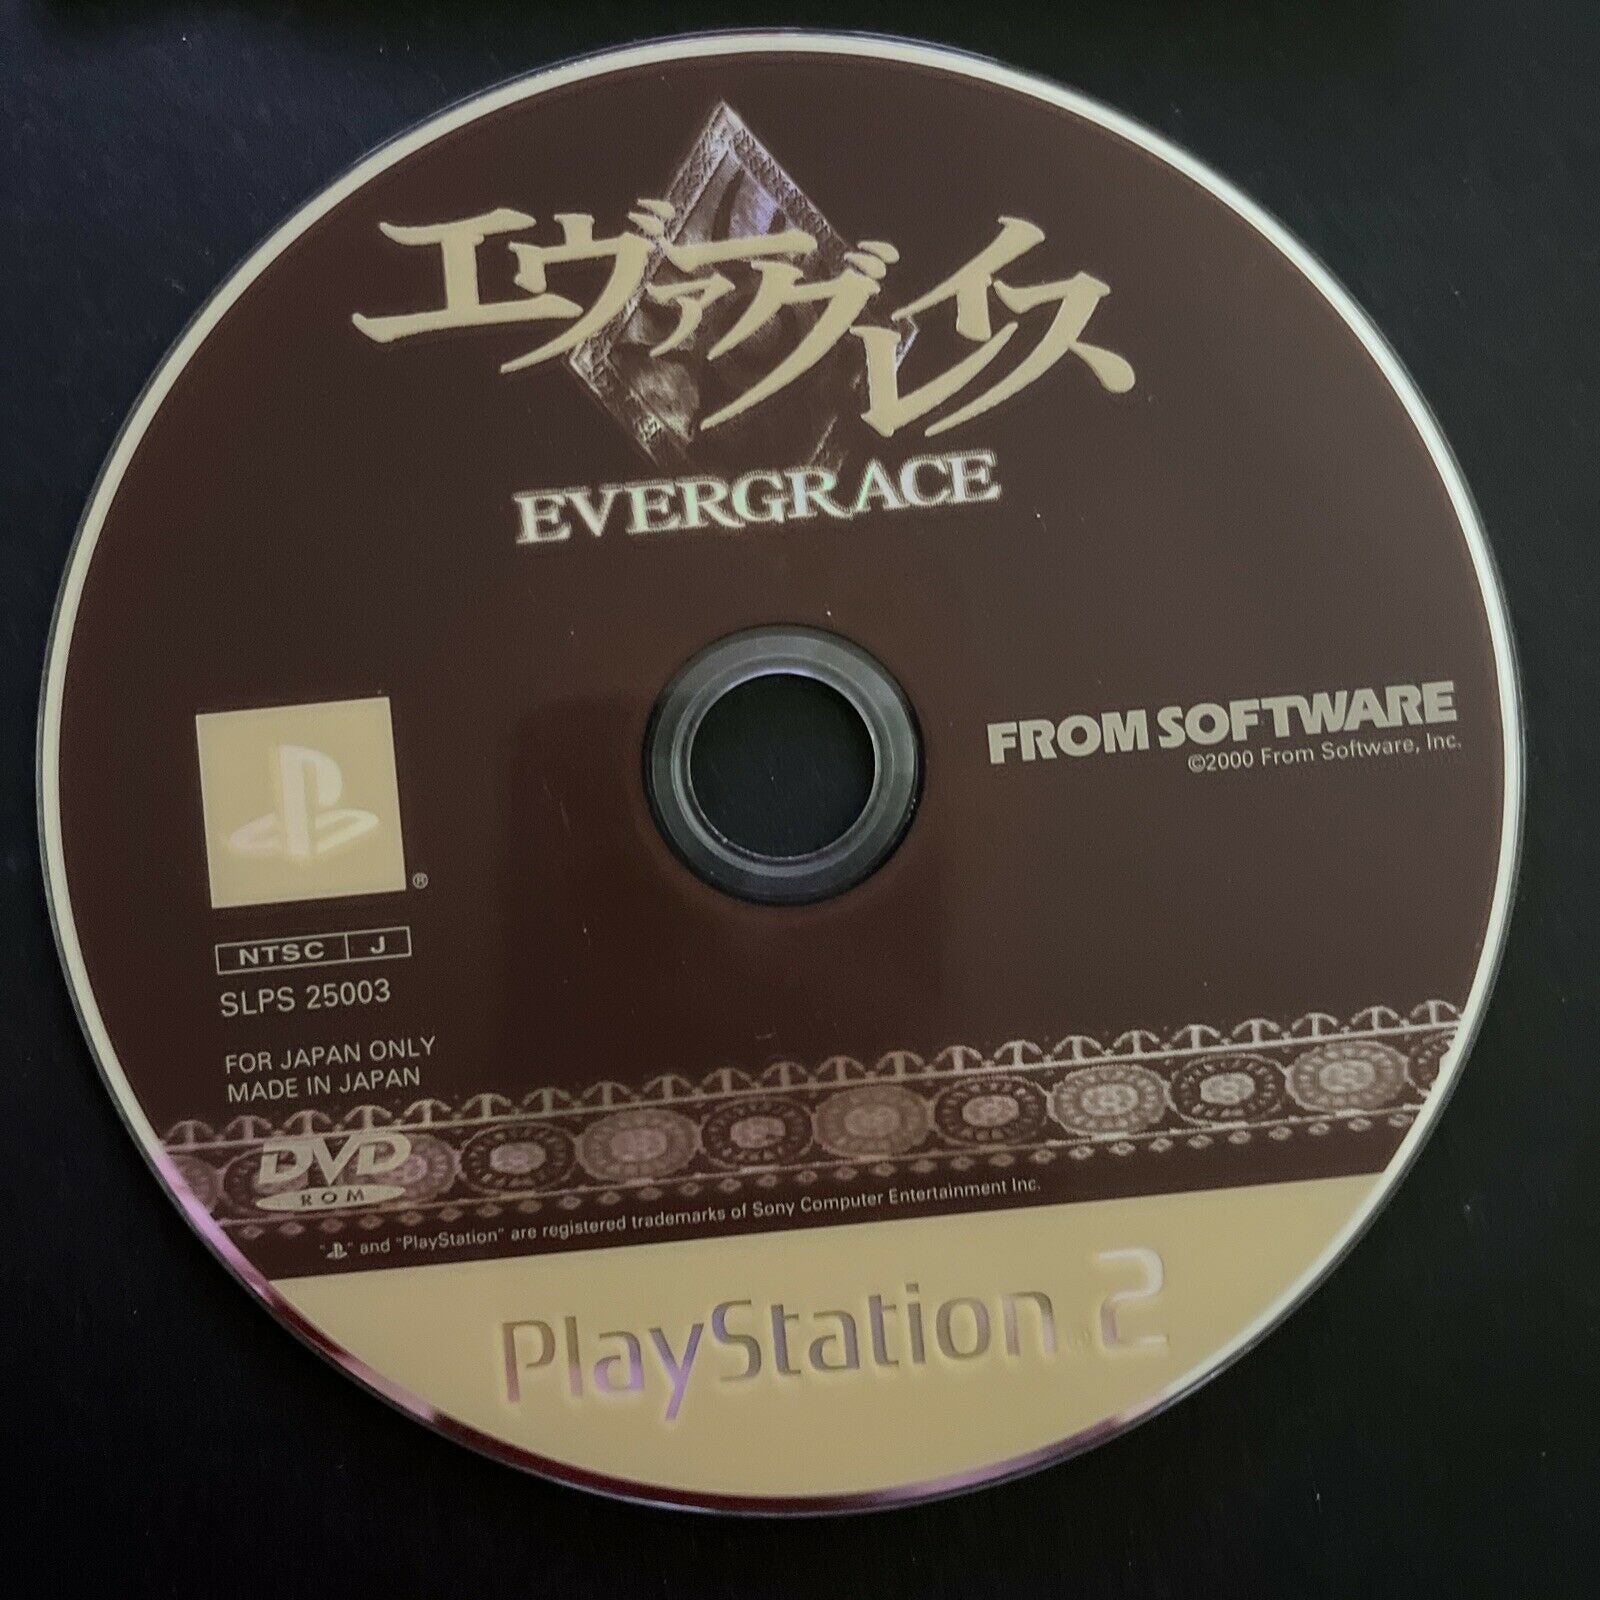 エヴァーグレイス
EVERGRACE
FROM SOFTWARE
©2000 From Software, Inc.
®
NTSC J
SLPS 25003
FOR JAPAN ONLY
MADE IN JAPAN
DVD
ROM
" " and "PlayStation" are registered trademarks of Sony Computer Entertainment Inc.
PlayStation®2